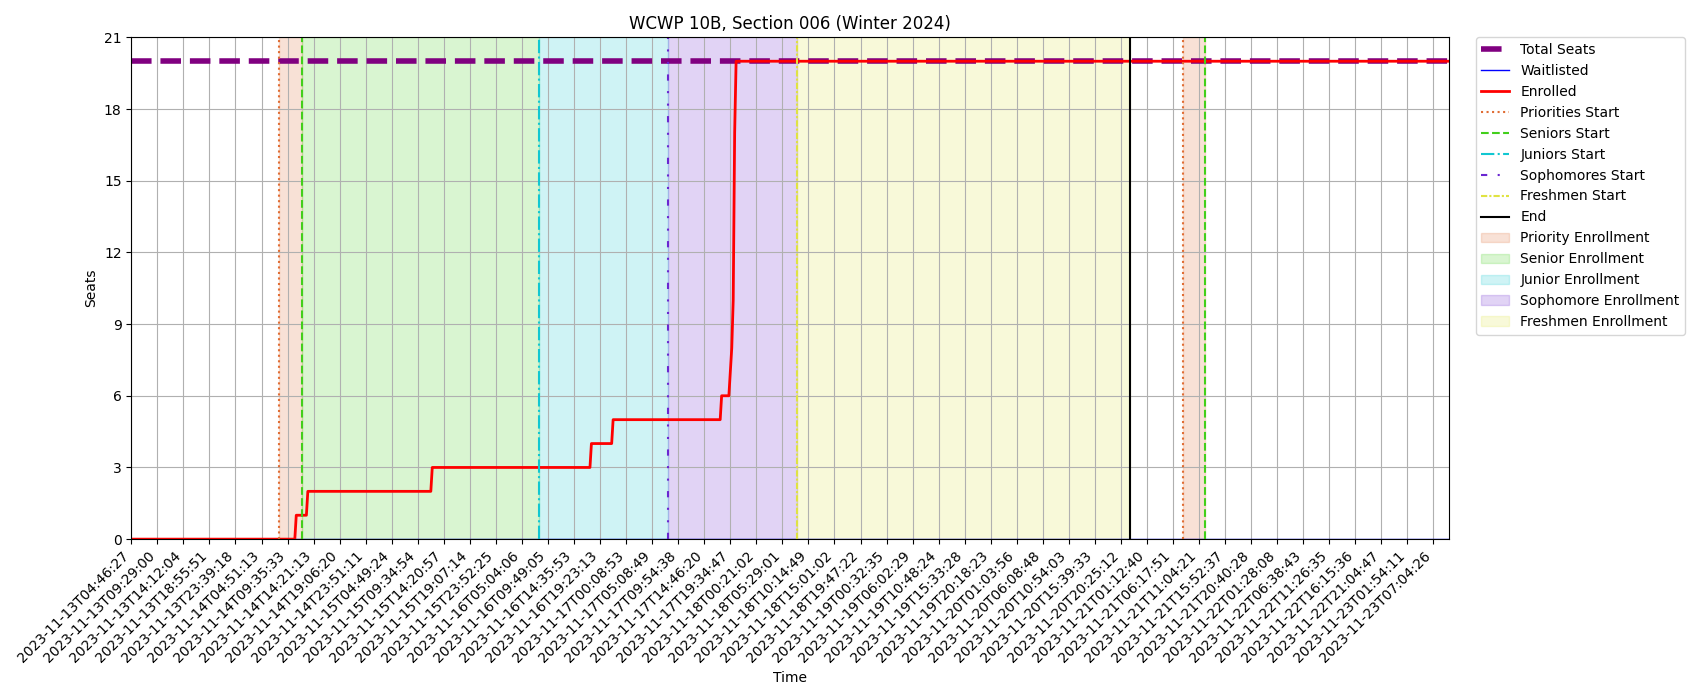 WCWP 10B, Section 006 (Winter 2024)
21
18
15
12
9
6
3
0
Seats
2023-11-13T04:46:27
2023-11-13T09:29:00
2023-11-13T14:12:04
2023-11-13T18:55:51
2023-11-13T23:39:18
2023-11-14T04:51:13
2023-11-14T09:35:33
2023-11-14T14:21:13
2023-11-14T19:06:20
2023-11-14T23:51:11
2023-11-15T04:49:24
2023-11-15T09:34:54
2023-11-15T14:20:57
2023-11-15T19:07:14
2023-11-15T23:52:25
2023-11-16T05:04:06
2023-11-16T09:49:05
2023-11-16T14:35:53
2023-11-16T19:23:13
2023-11-17T00:08:53
2023-11-17T05:08:49
2023-11-17T09:54:38
2023-11-17T14:46:20
2023-11-17T19:34:47
2023-11-18T00:21:02
2023-11-18T05:29:01
2023-11-18T10:14:49
2023-11-18T15:01:02
2023-11-18T19:47:22
2023-11-19T00:32:35
2023-11-19T06:02:29
2023-11-19T10:48:24
2023-11-19T15:33:28
2023-11-19T20:18:23
2023-11-20T01:03:56
2023-11-20T06:08:48
2023-11-20T10:54:03
2023-11-20T15:39:33
2023-11-20T20:25:12
2023-11-21T01:12:40
2023-11-21T06:17:51
2023-11-21T11:04:21
2023-11-21T15:52:37
2023-11-21T20:40:28
2023-11-22T01:28:08
2023-11-22T06:38:43
2023-11-22T11:26:35
2023-11-22T16:15:36
2023-11-22T21:04:47
2023-11-23T01:54:11
2023-11-23T07:04:26
Time
Total Seats
Waitlisted
Enrolled
Priorities Start
Seniors Start
Juniors Start
Sophomores Start
Freshmen Start
End
Priority Enrollment
Senior Enrollment
Junior Enrollment
Sophomore Enrollment
Freshmen Enrollment